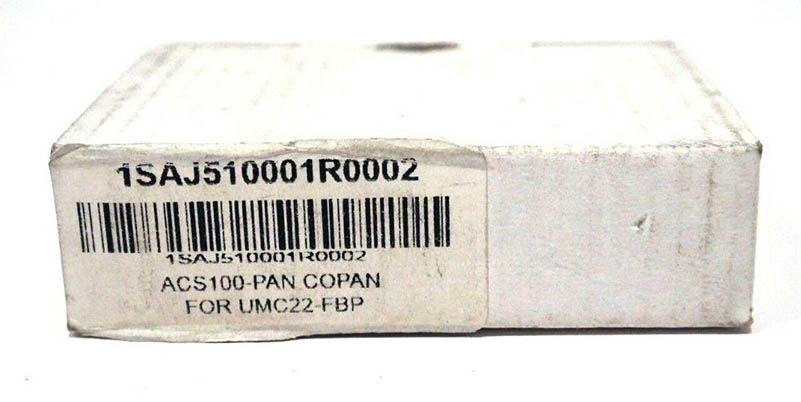 1SAJ510001R0002
1SAJ510001R0002
ACS100-PAN COPAN
FOR UMC22-FBP